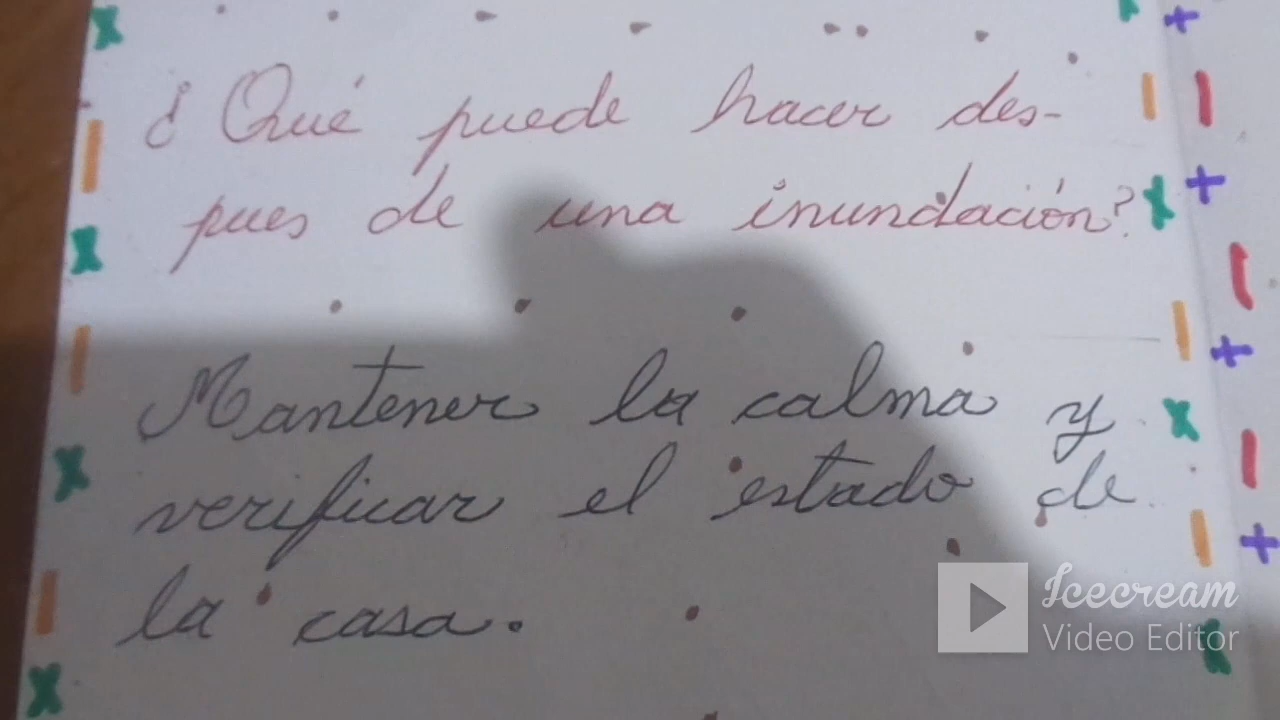 ¿Qué puede hacer des-
pues de una inundación?
Mantener la calma y
verificar el estado de
la casa.
Icecream
Video Editor